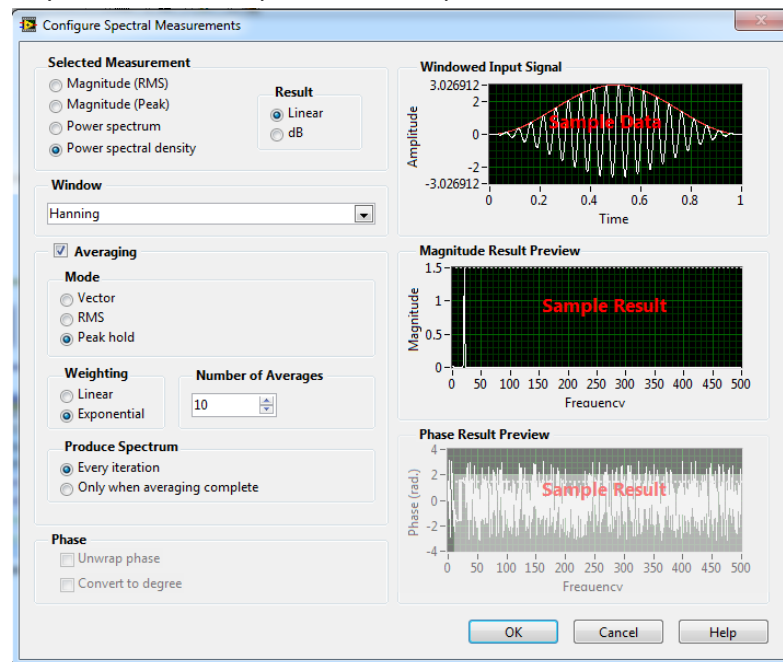 Configure Spectral Measurements
Selected Measurement
Magnitude (RMS)
Magnitude (Peak)
Power spectrum
Power spectral density
Result
Linear
dB
Window
Hanning
Averaging
Mode
Vector
RMS
Peak hold
Weighting
Linear
Exponential
Number of Averages
10
Produce Spectrum
Every iteration
Only when averaging complete
Phase
Unwrap phase
Convert to degree
Windowed Input Signal
Amplitude
3.026912
2
0
-2
-3.026912
Sample Data
0 0.2 0.4 0.6 0.8 1
Time
Magnitude Result Preview
Magnitude
1.5
1
0.5
0
Sample Result
0 50 100 150 200 250 300 350 400 450 500
Frequency
Phase Result Preview
Phase (rad.)
4
2
0
-2
-4
Sample Result
0 50 100 150 200 250 300 350 400 450 500
Frequency
OK Cancel Help